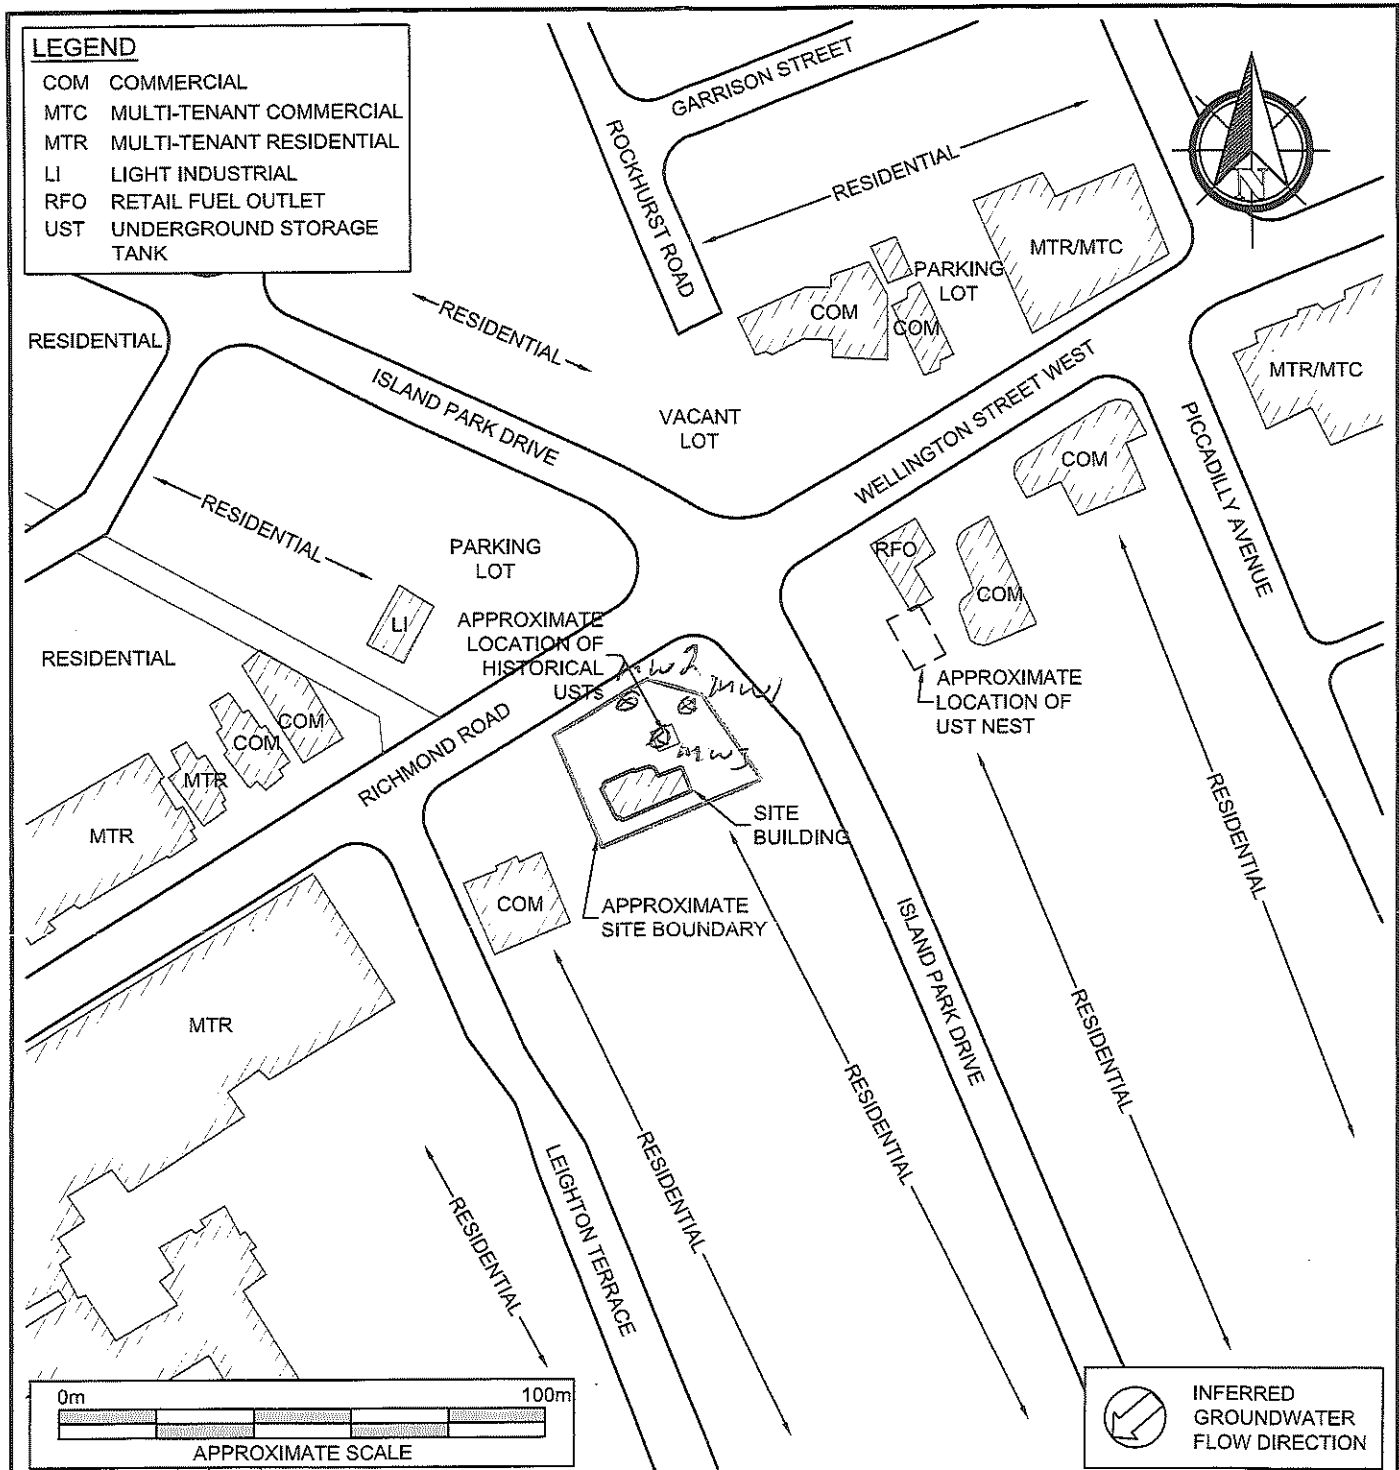 LEGEND
COM COMMERCIAL
MTC MULTI-TENANT COMMERCIAL
MTR MULTI-TENANT RESIDENTIAL
LI LIGHT INDUSTRIAL
RFO RETAIL FUEL OUTLET
UST UNDERGROUND STORAGE
TANK
GARRISON STREET
ROCKHURST ROAD
RESIDENTIAL
N
MTR/MTC
PARKING
LOT
COM
COM
RESIDENTIAL
RESIDENTIAL
ISLAND PARK DRIVE
VACANT
LOT
WELLINGTON STREET WEST
MTR/MTC
PICCADILLY AVENUE
COM
RESIDENTIAL
PARKING
LOT
RFO
COM
LI
APPROXIMATE
LOCATION OF
HISTORICAL
USTs
RESIDENTIAL
MW2
MW1
MW3
APPROXIMATE
LOCATION OF
UST NEST
COM
COM
MTR
MTR
RICHMOND ROAD
SITE
BUILDING
RESIDENTIAL
COM
APPROXIMATE
SITE BOUNDARY
ISLAND PARK DRIVE
MTR
RESIDENTIAL
RESIDENTIAL
RESIDENTIAL
RESIDENTIAL
LEIGHTON TERRACE
0m 100m
APPROXIMATE SCALE
INFERRED
GROUNDWATER
FLOW DIRECTION